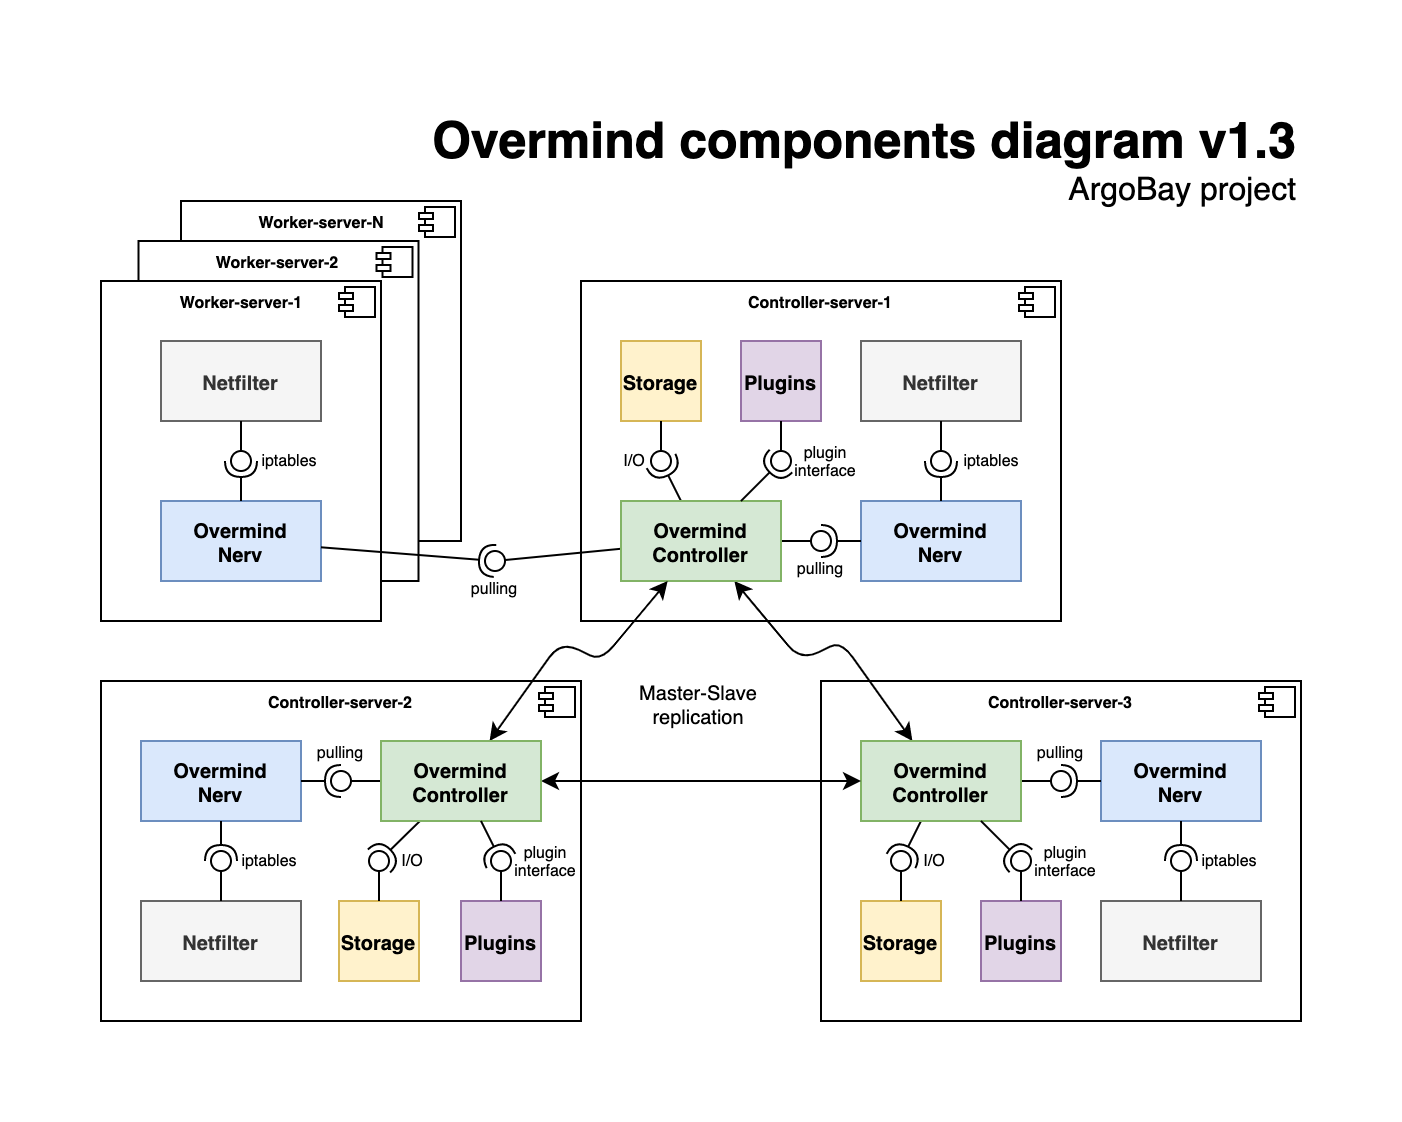 Overmind components diagram v1.3
ArgoBay project
Worker-server-N
Worker-server-2
Worker-server-1
Netfilter
iptables
Overmind
Nerv
pulling
Controller-server-1
Storage
Plugins
Netfilter
I/O
plugin
interface
iptables
Overmind
Controller
pulling
Overmind
Nerv
Master-Slave
replication
Controller-server-2
Overmind
Nerv
pulling
Overmind
Controller
iptables
I/O
plugin
interface
Netfilter
Storage
Plugins
Controller-server-3
Overmind
Controller
pulling
Overmind
Nerv
I/O
plugin
interface
iptables
Storage
Plugins
Netfilter